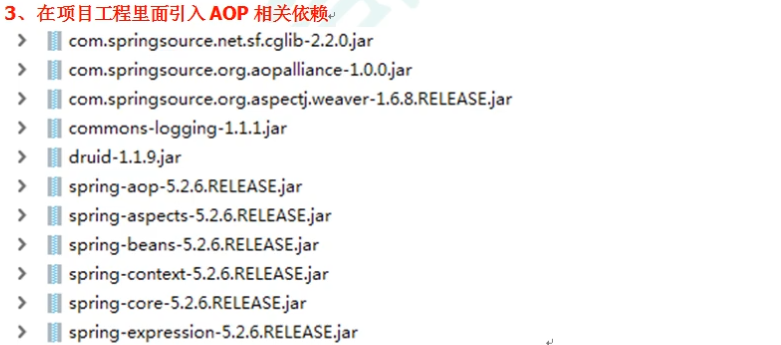 3、在项目工程里面引入 AOP 相关依赖
com.springsource.net.sf.cglib-2.2.0.jar
com.springsource.org.aopalliance-1.0.0.jar
com.springsource.org.aspectj.weaver-1.6.8.RELEASE.jar
commons-logging-1.1.1.jar
druid-1.1.9.jar
spring-aop-5.2.6.RELEASE.jar
spring-aspects-5.2.6.RELEASE.jar
spring-beans-5.2.6.RELEASE.jar
spring-context-5.2.6.RELEASE.jar
spring-core-5.2.6.RELEASE.jar
spring-expression-5.2.6.RELEASE.jar